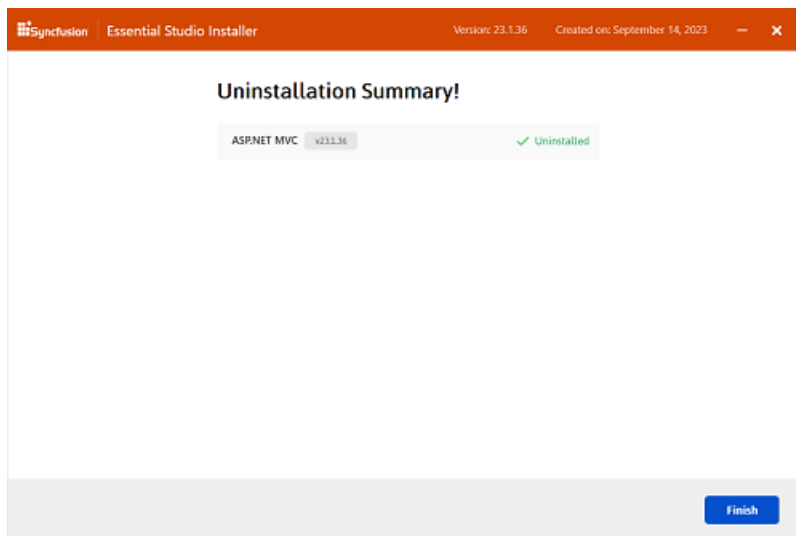 Syncfusion Essential Studio Installer Version: 23.1.36 Created on: September 14, 2023
Uninstallation Summary!
ASP.NET MVC v23.1.36 Uninstalled
Finish